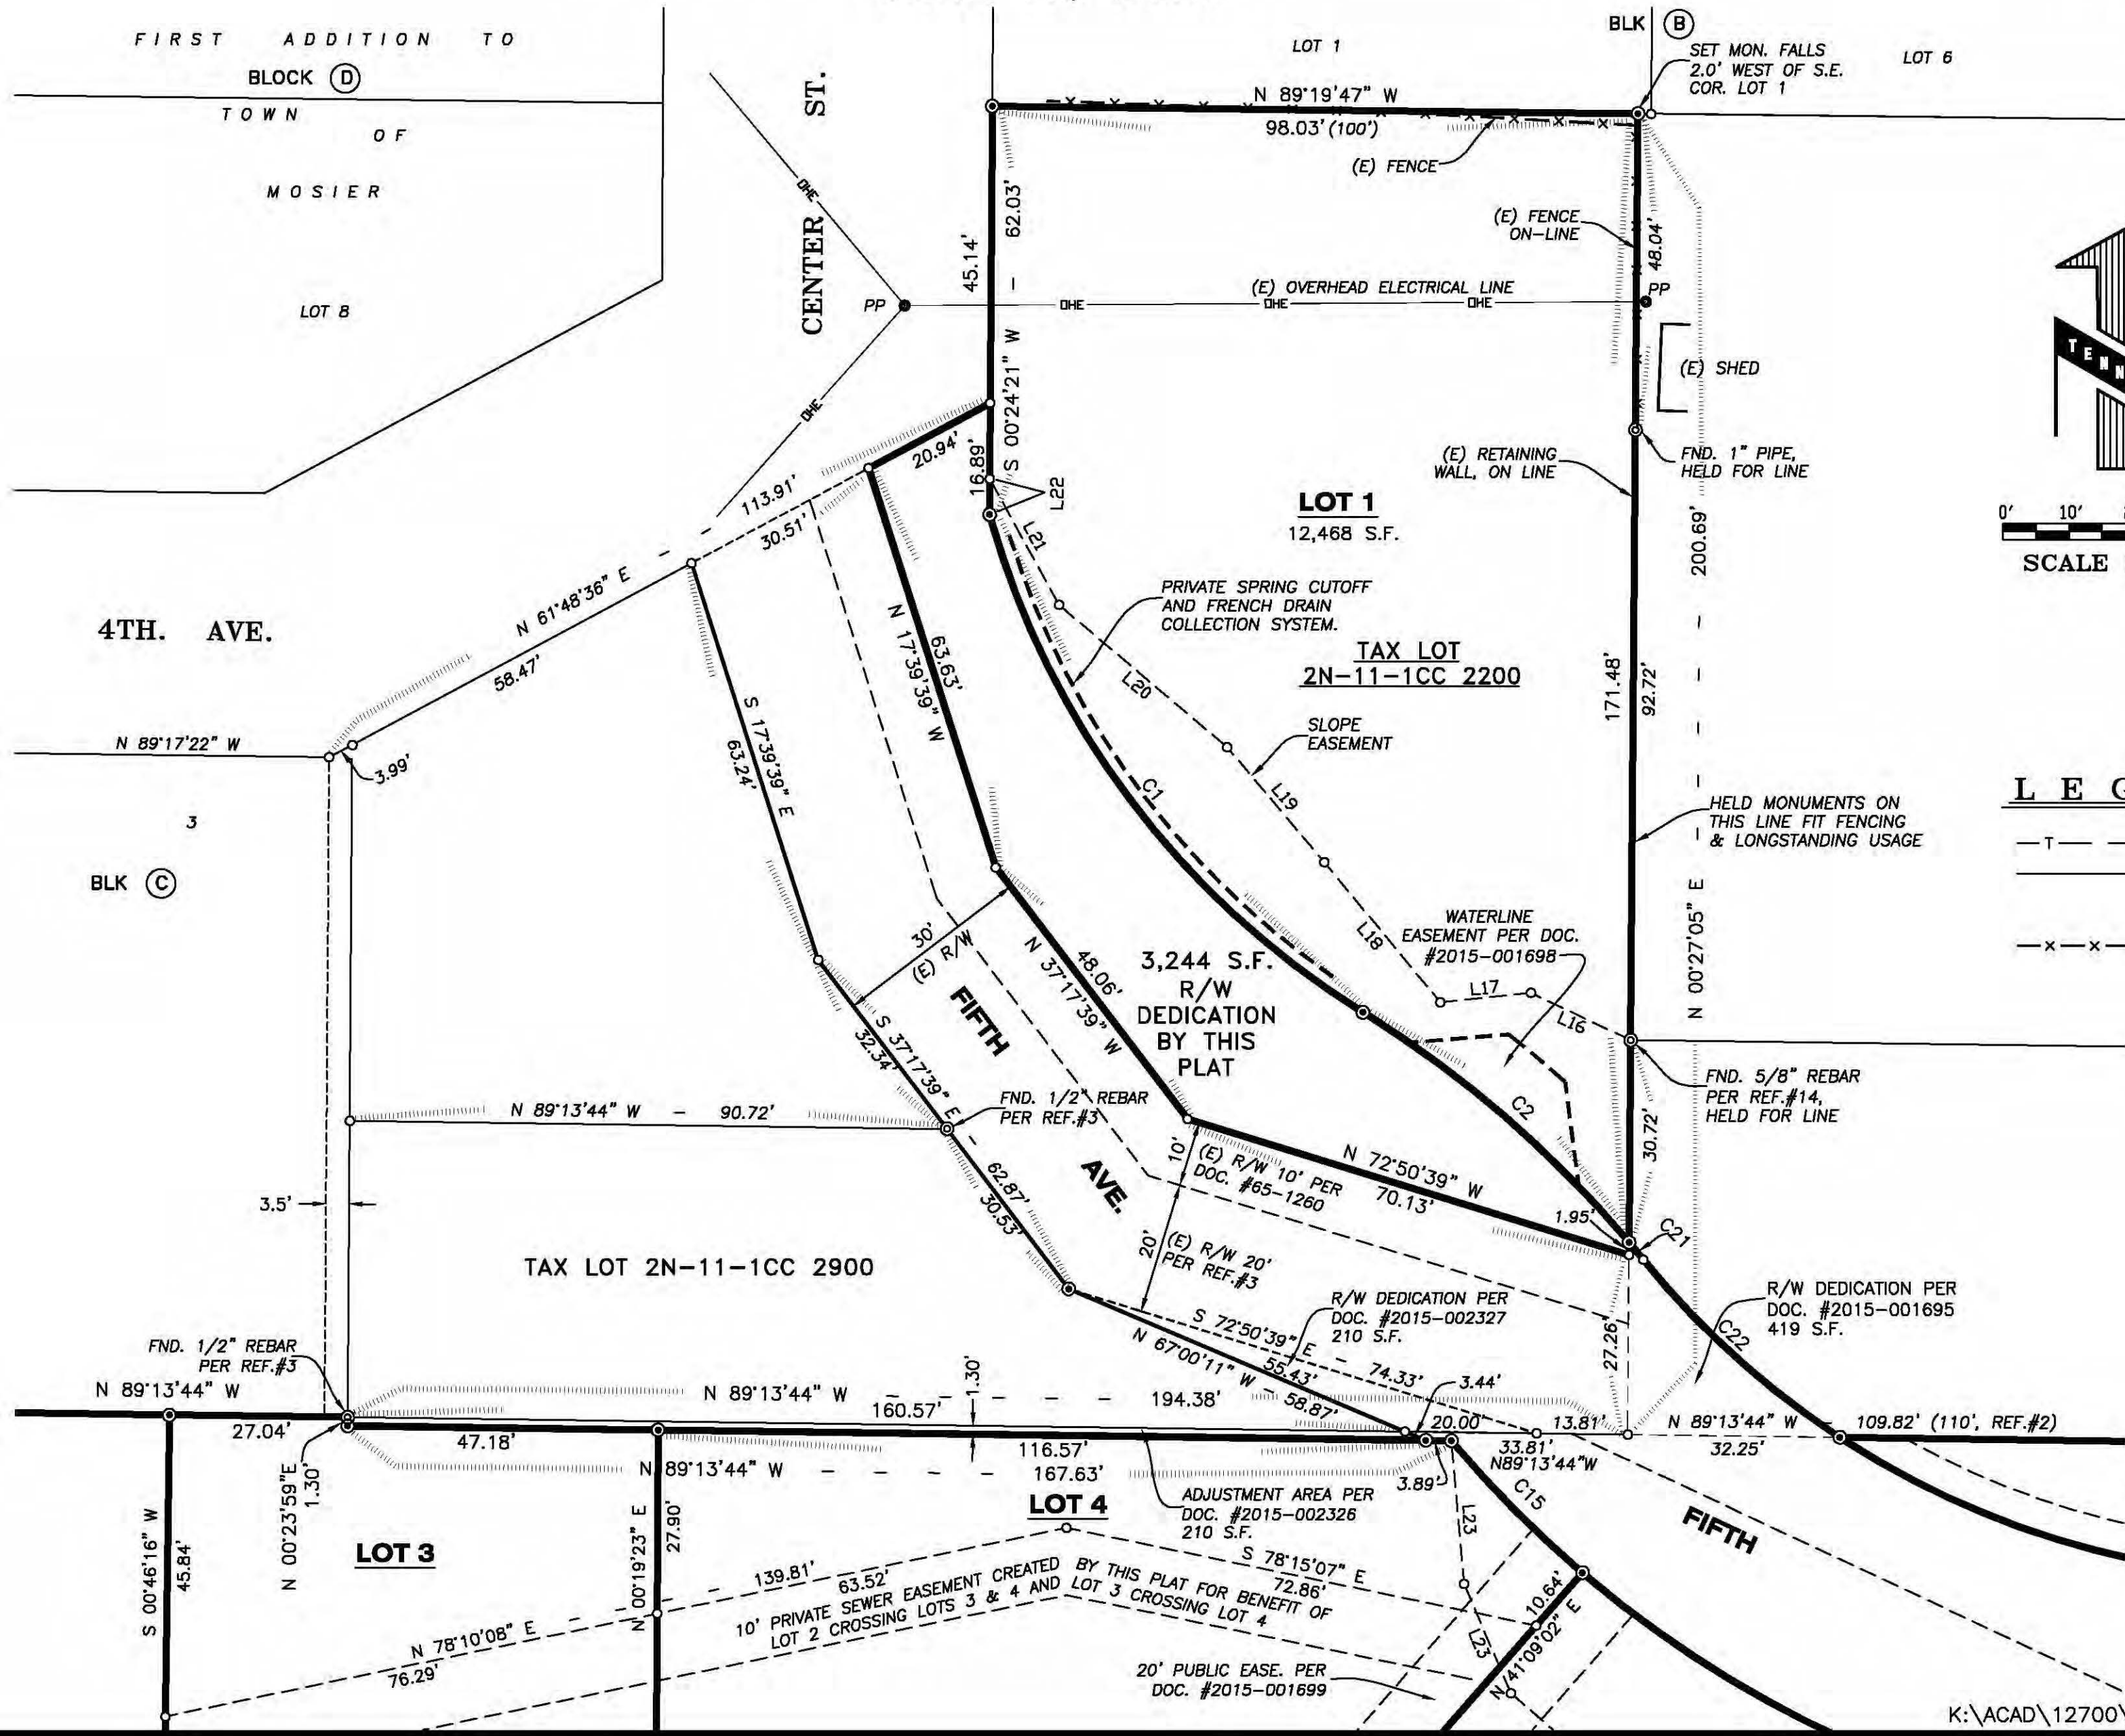 FIRST ADDITION TO
BLOCK D
TOWN
OF
MOSIER
LOT 8
CENTER ST.
LOT 1
BLK B
SET MON. FALLS
2.0' WEST OF S.E.
COR. LOT 1
LOT 6
N 89°19'47" W
98.03' (100')
(E) FENCE
(E) FENCE
ON-LINE
48.04'
62.03'
45.14'
S 00°24'21" W
PP
OHE
OHE
(E) OVERHEAD ELECTRICAL LINE
OHE
OHE
OHE
PP
(E) SHED
TENN
20.94'
16.89'
L22
L21
(E) RETAINING
WALL, ON LINE
FND. 1" PIPE,
HELD FOR LINE
LOT 1
12,468 S.F.
0' 10'
SCALE
113.91'
30.51'
N 61°48'36" E
58.47'
4TH. AVE.
N 89°17'22" W
3.99'
3
BLK C
PRIVATE SPRING CUTOFF
AND FRENCH DRAIN
COLLECTION SYSTEM.
TAX LOT
2N-11-1CC 2200
L20
SLOPE
EASEMENT
L19
L18
C1
200.69'
N 00°27'05" E
171.48'
92.72'
HELD MONUMENTS ON
THIS LINE FIT FENCING
& LONGSTANDING USAGE
L E G
T
x x
63.63'
N 17°39'39" W
S 17°39'39" E
63.24'
30'
(E) R/W
FIFTH
AVE.
48.06'
N 37°17'39" W
S 37°17'39" E
32.34'
3,244 S.F.
R/W
DEDICATION
BY THIS
PLAT
WATERLINE
EASEMENT PER DOC.
#2015-001698
L17
L16
C2
FND. 5/8" REBAR
PER REF.#14,
HELD FOR LINE
30.72'
N 89°13'44" W - 90.72'
FND. 1/2" REBAR
PER REF.#3
62.87'
30.53'
10'
(E) R/W 10' PER
DOC. #65-1260
N 72°50'39" W
70.13'
1.95'
C21
20'
(E) R/W 20'
PER REF.#3
3.5'
TAX LOT 2N-11-1CC 2900
R/W DEDICATION PER
DOC. #2015-002327
210 S.F.
R/W DEDICATION PER
DOC. #2015-001695
419 S.F.
C22
27.26'
S 72°50'39" E - 74.33'
N 67°00'11" W - 58.87'
55.43'
3.44'
FND. 1/2" REBAR
PER REF.#3
N 89°13'44" W
27.04'
N 89°13'44" W - - - - 194.38'
160.57'
1.30'
20.00'
13.81'
33.81'
N89°13'44"W
N 89°13'44" W - 109.82' (110', REF.#2)
32.25'
47.18'
116.57'
N 89°13'44" W - - - - 167.63'
3.89'
C15
N 00°23'59"E
1.30'
S 00°46'16" W
45.84'
LOT 3
N 00°19'23" E
27.90'
LOT 4
ADJUSTMENT AREA PER
DOC. #2015-002326
210 S.F.
L23
FIFTH
N 78°10'08" E - - - 139.81'
76.29'
63.52'
S 78°15'07" E
72.86'
10' PRIVATE SEWER EASEMENT CREATED BY THIS PLAT FOR BENEFIT OF
LOT 2 CROSSING LOTS 3 & 4 AND LOT 3 CROSSING LOT 4
L23
10.64'
N 41°09'02" E
20' PUBLIC EASE. PER
DOC. #2015-001699
K:\ACAD\12700\